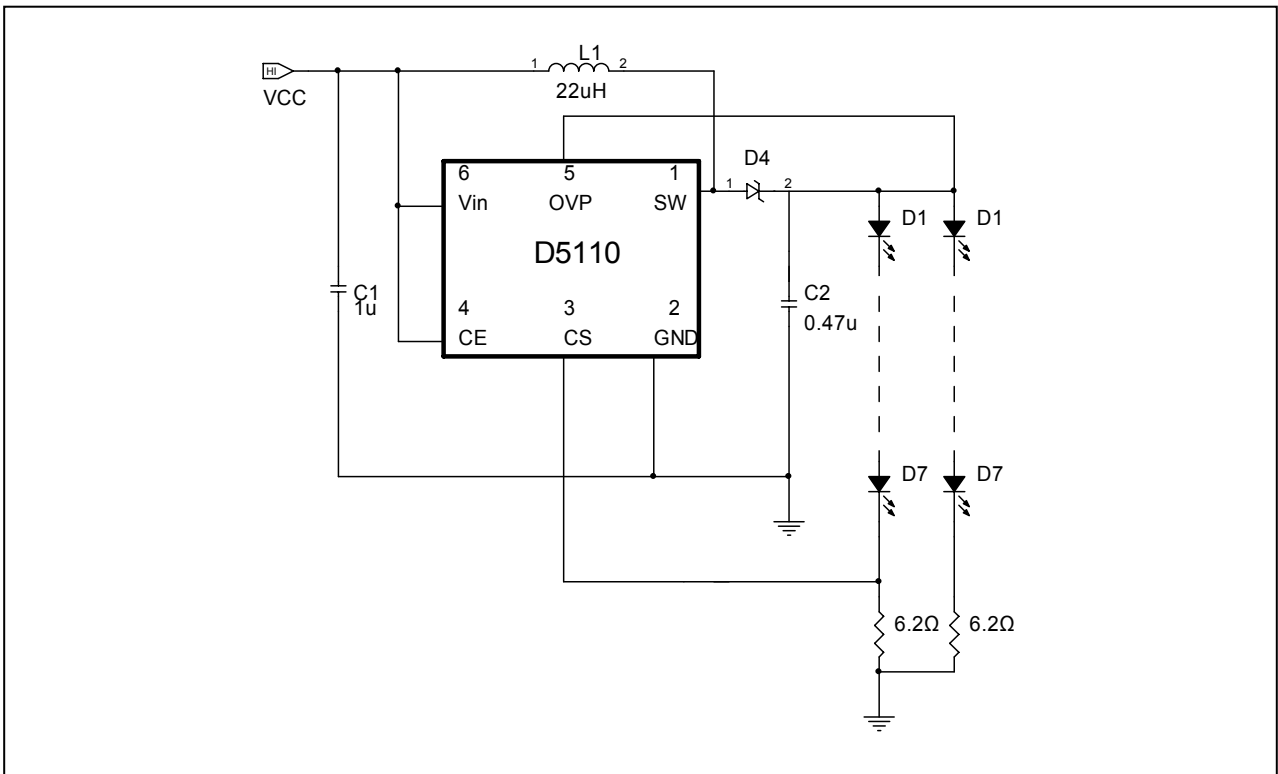 HI
VCC
L1
1 2
22uH
D4
1 2
6 5 1
Vin OVP SW
D5110
4 3 2
CE CS GND
C1
1u
C2
0.47u
D1 D1
D7 D7
6.2Ω 6.2Ω